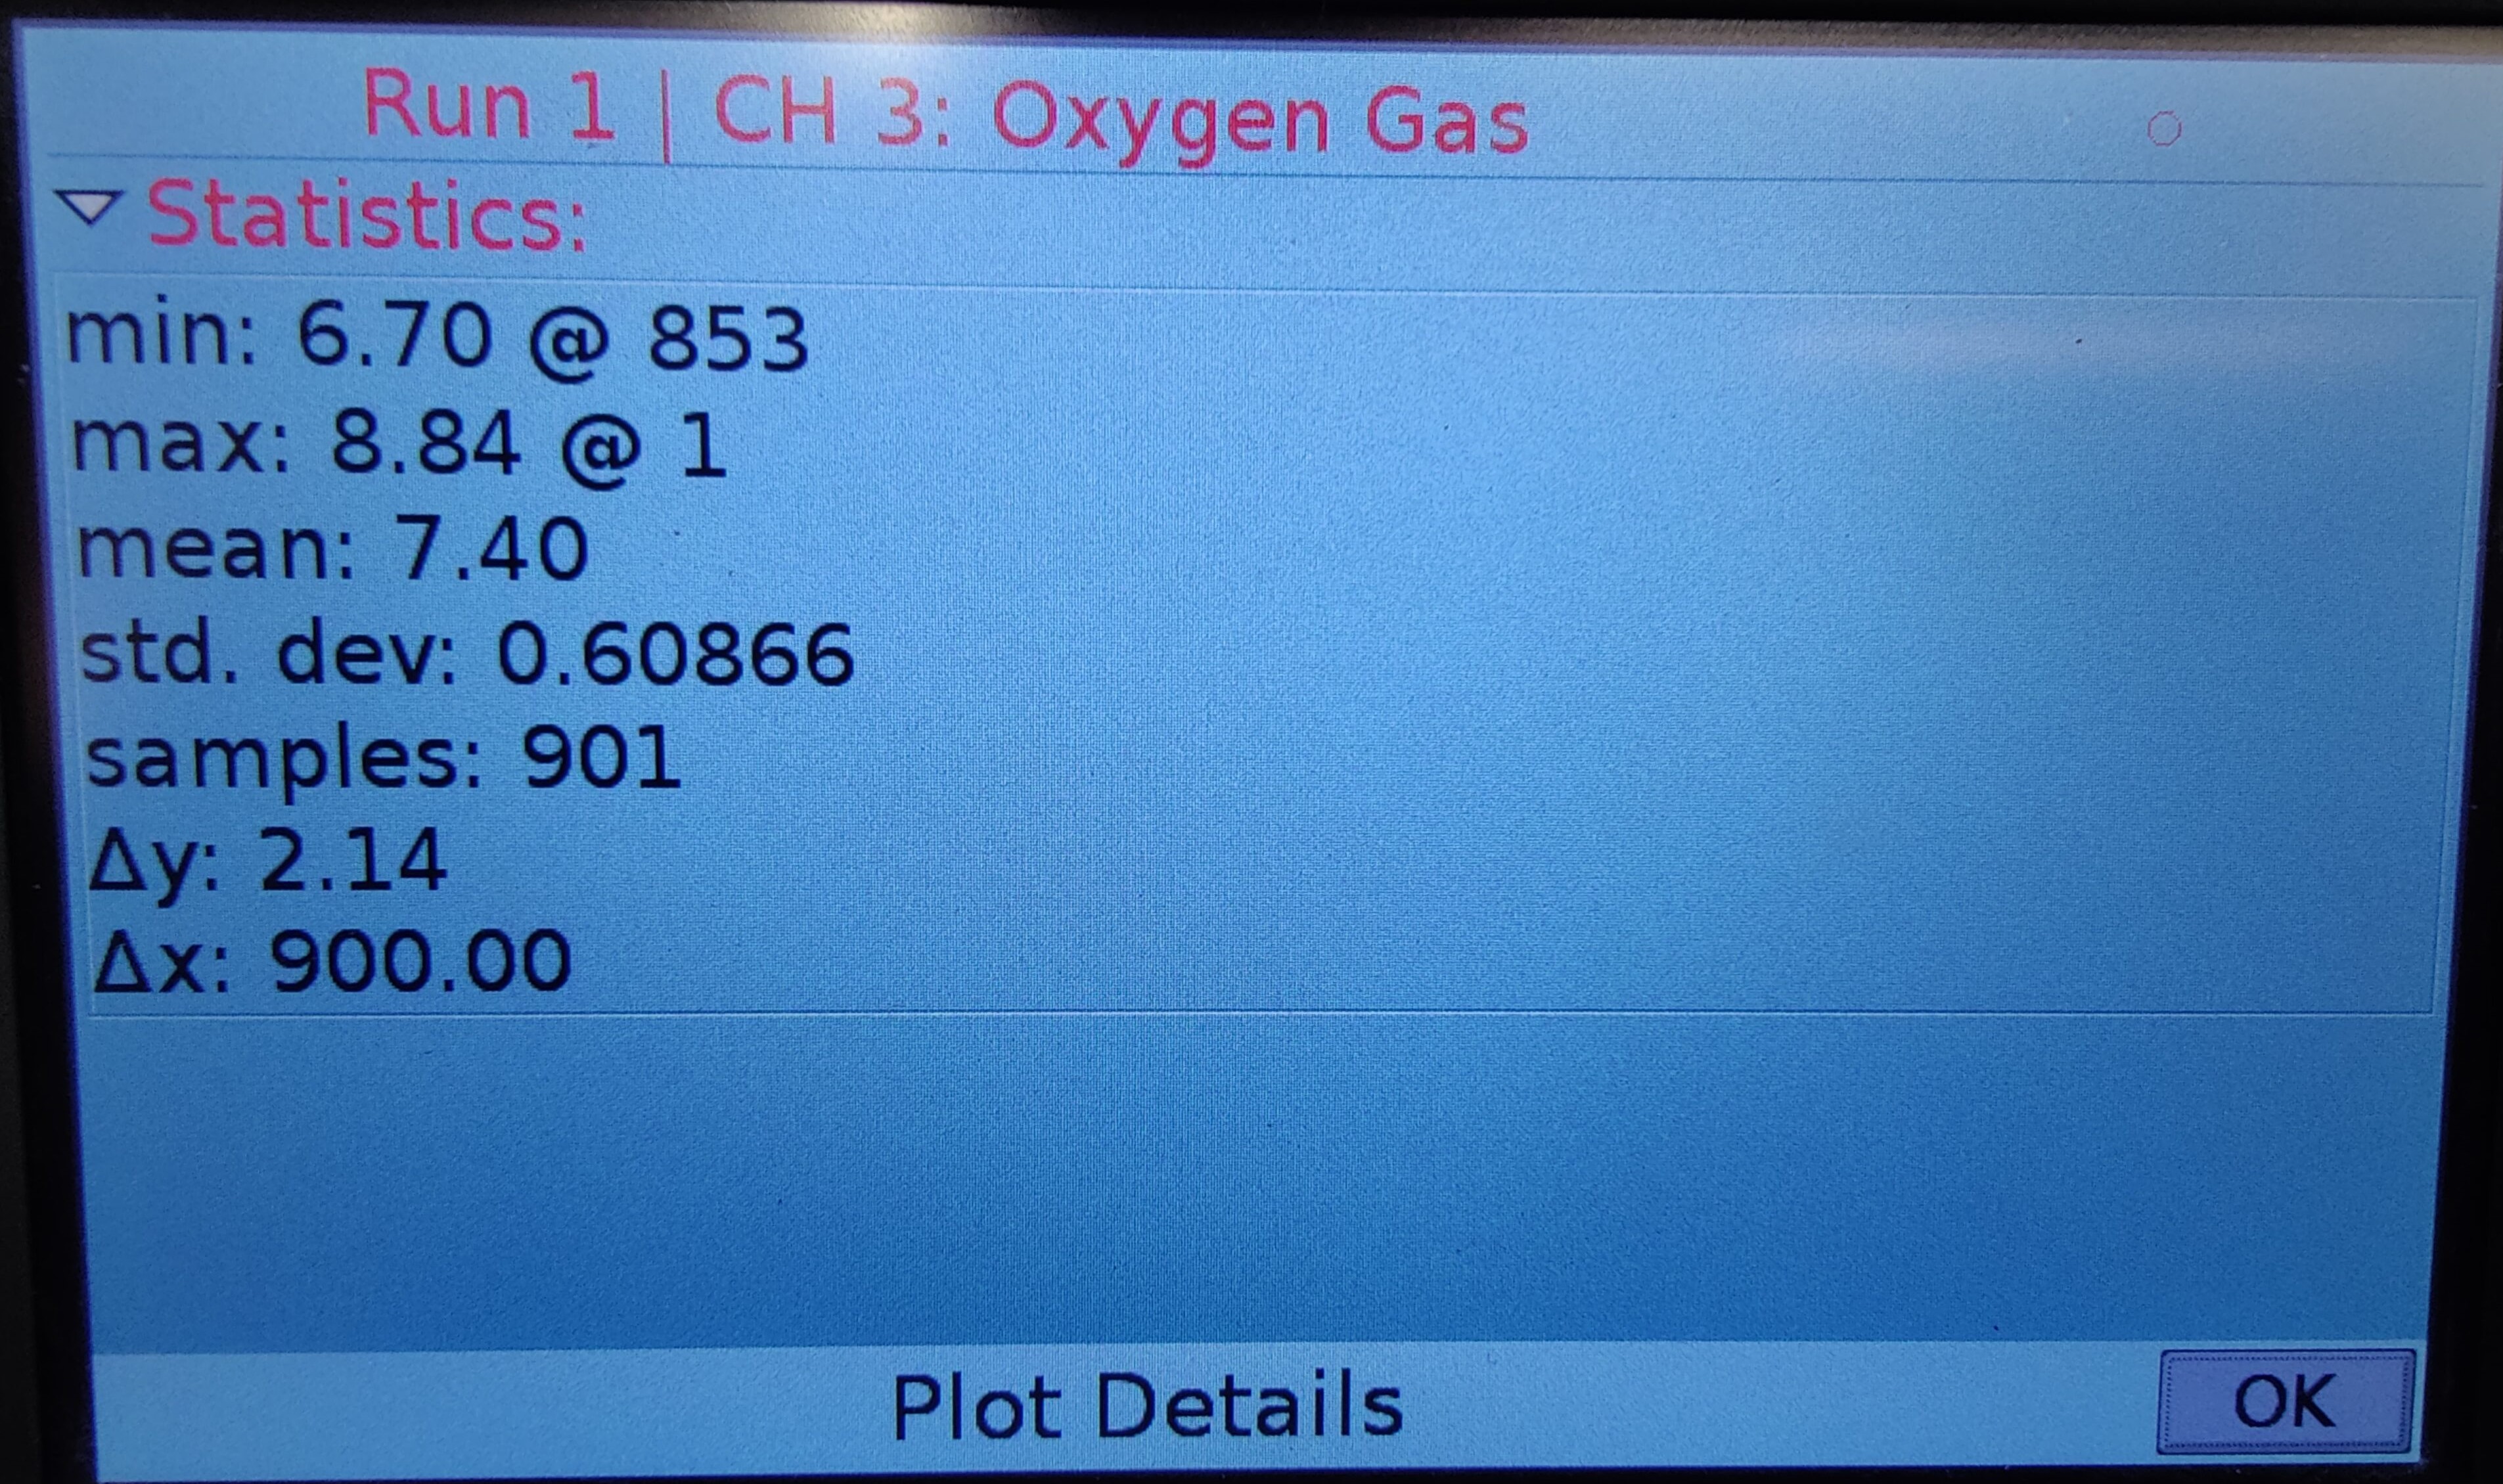 Run 1 | CH 3: Oxygen Gas
Statistics:
min: 6.70 @ 853
max: 8.84 @ 1
mean: 7.40
std. dev: 0.60866
samples: 901
Δy: 2.14
Δx: 900.00
Plot Details
OK